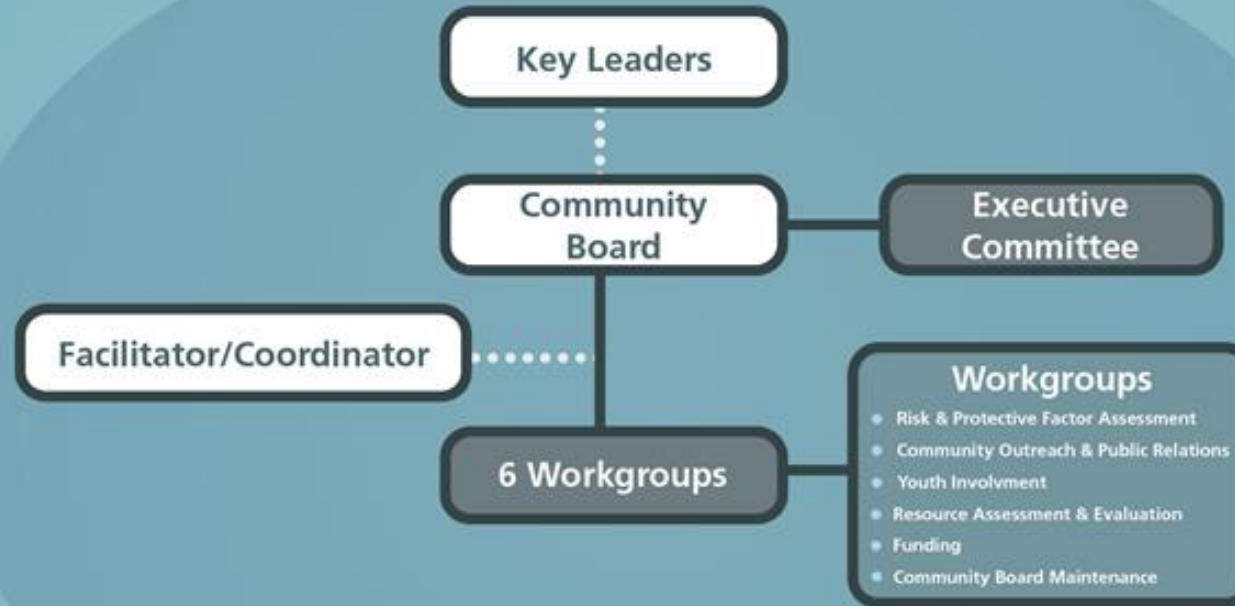 Key Leaders
Community
Board
Executive
Committee
Facilitator/Coordinator
6 Workgroups
Workgroups
Risk & Protective Factor Assessment
Community Outreach & Public Relations
Youth Involvment
Resource Assessment & Evaluation
Funding
Community Board Maintenance